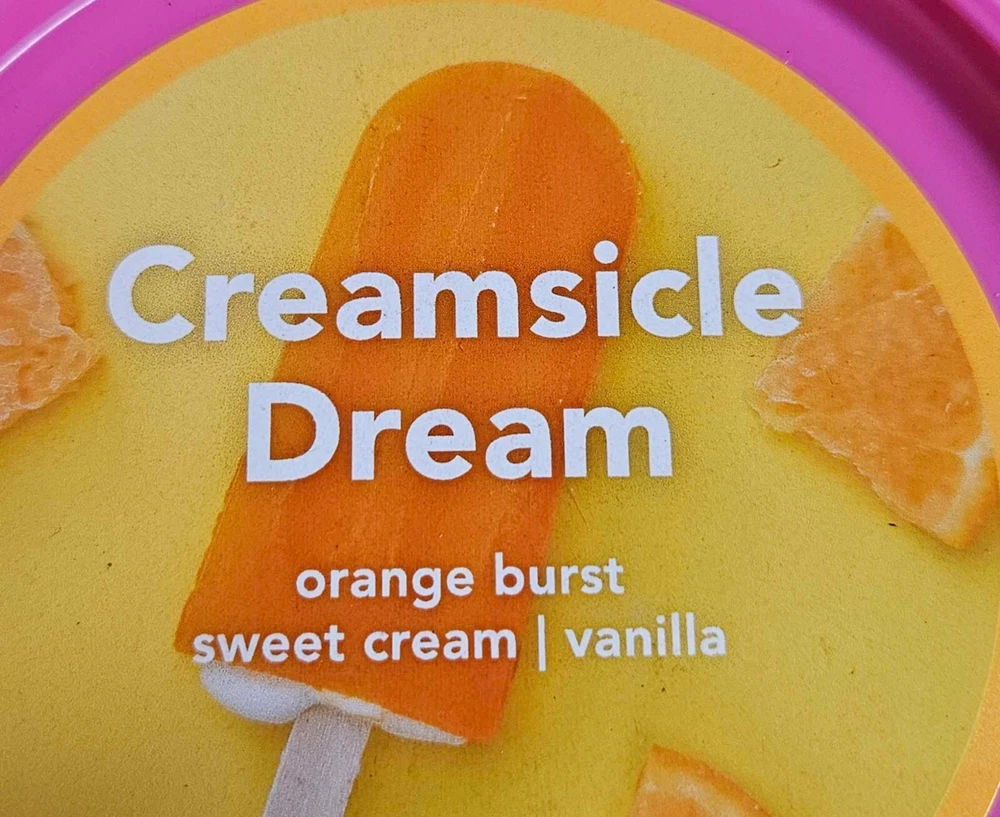 Creamsicle
Dream
orange burst
sweet cream | vanilla